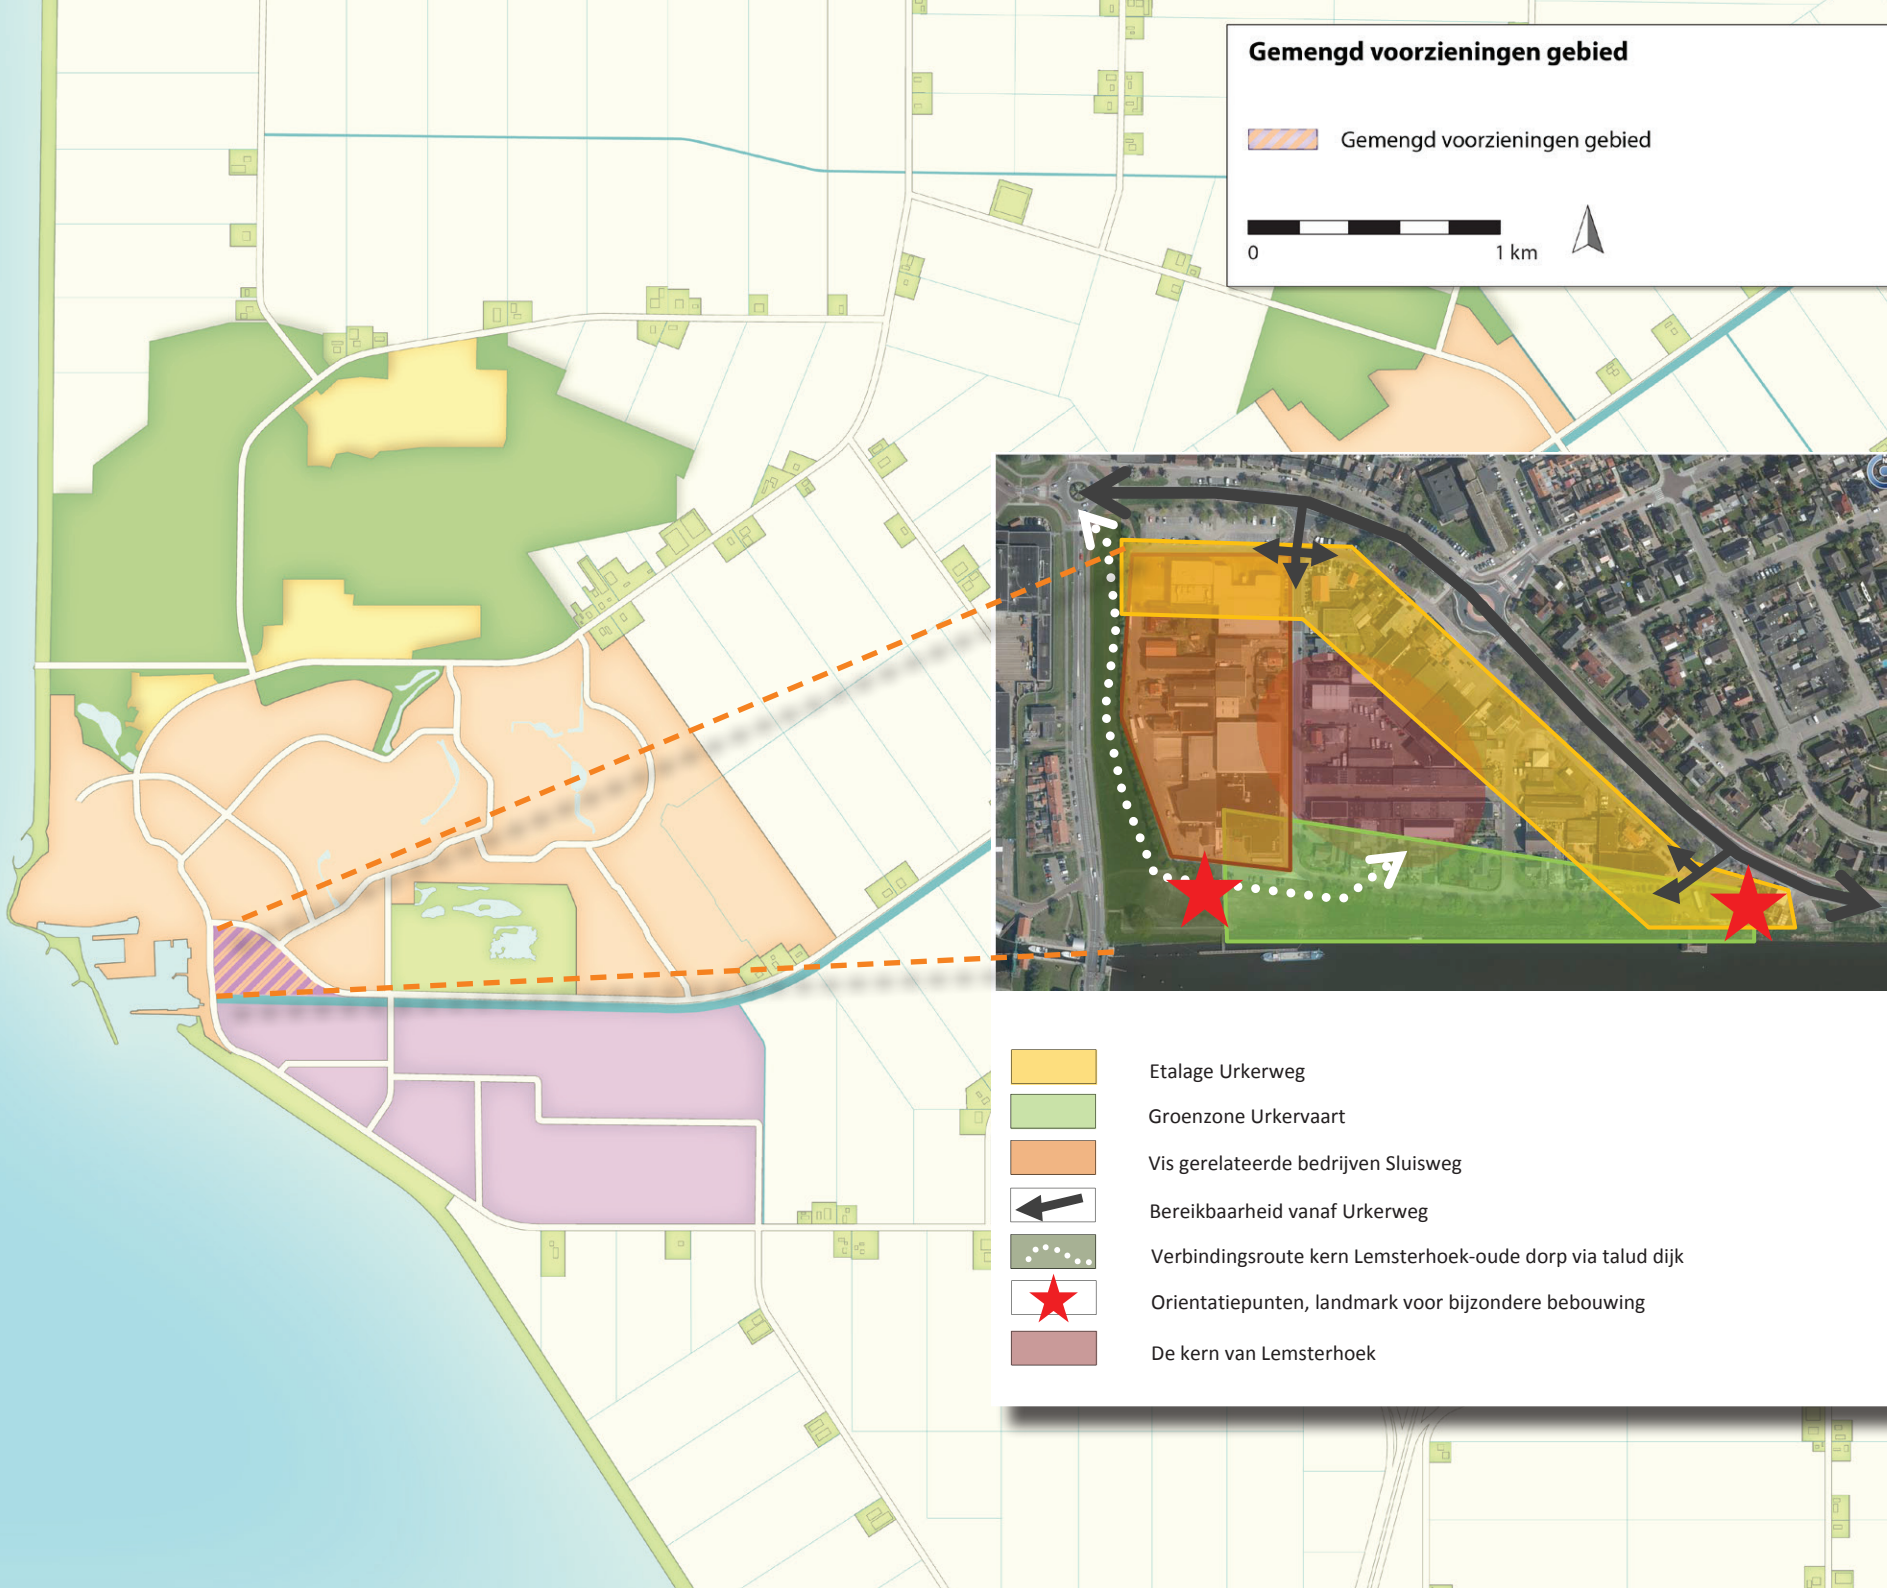 Gemengd voorzieningen gebied
Gemengd voorzieningen gebied
0 1 km
Etalage Urkerweg
Groenzone Urkervaart
Vis gerelateerde bedrijven Sluisweg
Bereikbaarheid vanaf Urkerweg
Verbindingsroute kern Lemsterhoek-oude dorp via talud dijk
Orientatiepunten, landmark voor bijzondere bebouwing
De kern van Lemsterhoek